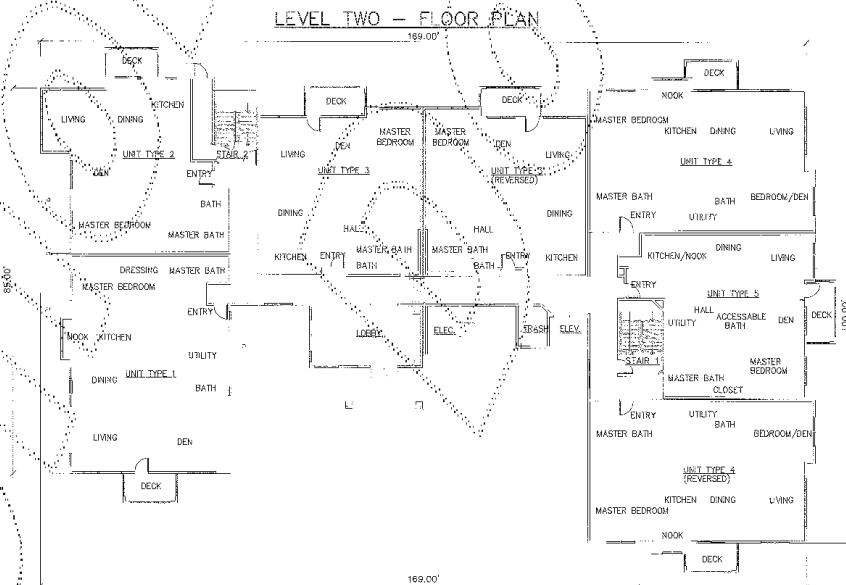 LEVEL TWO – FLOOR PLAN
169.00'
DECK
LIVING
DINING
KITCHEN
DEN
UNIT TYPE 2
STAIR 2
ENTRY
BATH
MASTER BEDROOM
MASTER BATH
DECK
LIVING
DEN
MASTER
BEDROOM
UNIT TYPE 3
DINING
HALL
KITCHEN
ENTRY
MASTER BATH
BATH
DECK
MASTER
BEDROOM
DEN
LIVING
UNIT TYPE 3
(REVERSED)
DINING
HALL
MASTER BATH
BATH
ENTRY
KITCHEN
DECK
NOOK
MASTER BEDROOM
KITCHEN
DINING
LIVING
UNIT TYPE 4
MASTER BATH
BATH
BEDROOM/DEN
ENTRY
UTILITY
DRESSING
MASTER BATH
MASTER BEDROOM
ENTRY
NOOK
KITCHEN
UTILITY
DINING
UNIT TYPE 1
BATH
LIVING
DEN
DECK
LOBBY
ELEC.
TRASH
ELEV.
DINING
KITCHEN/NOOK
LIVING
ENTRY
UNIT TYPE 5
HALL
ACCESSABLE
BATH
UTILITY
DEN
DECK
STAIR 1
MASTER
BEDROOM
MASTER BATH
CLOSET
ENTRY
UTILITY
BATH
MASTER BATH
BEDROOM/DEN
UNIT TYPE 4
(REVERSED)
KITCHEN
DINING
LIVING
MASTER BEDROOM
NOOK
DECK
85.00'
100.00'
169.00'